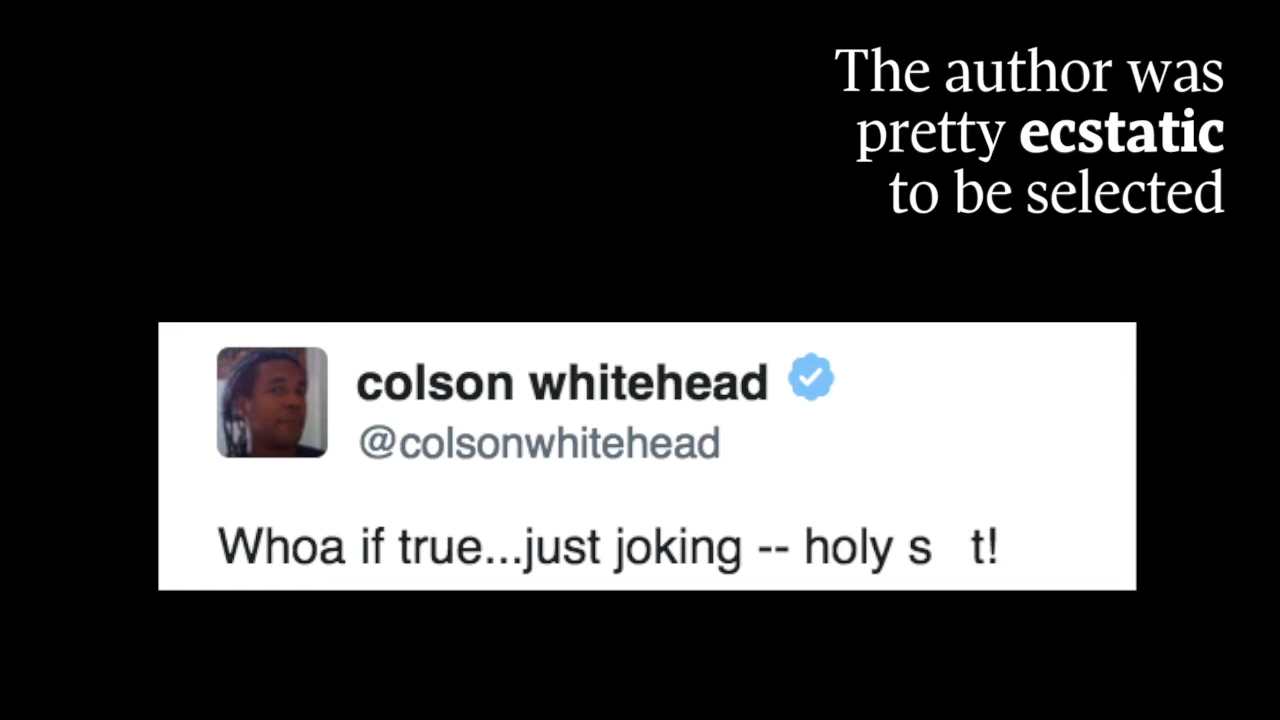 The author was
pretty ecstatic
to be selected
colson whitehead
@colsonwhitehead
Whoa if true...just joking -- holy s t!